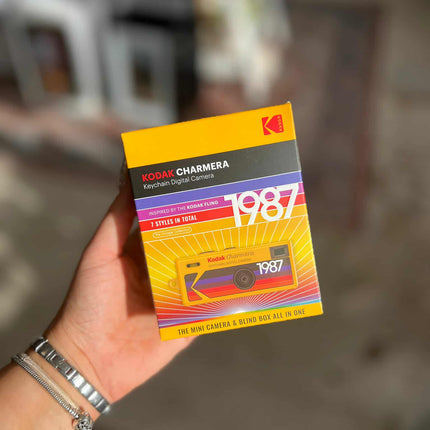 KODAK CHARMERA
Keychain Digital Camera
INSPIRED BY THE KODAK FLING
1987
7 STYLES IN TOTAL
Kodak Charmera
1987
THE MINI CAMERA & BLIND BOX ALL IN ONE